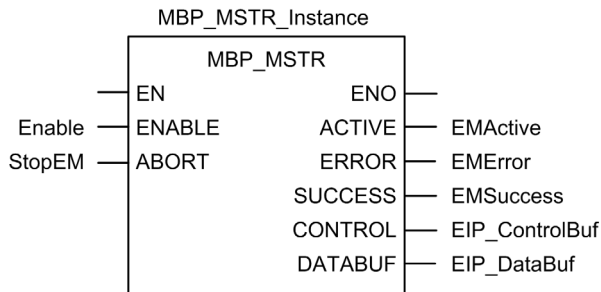 MBP_MSTR_Instance
MBP_MSTR
EN ENO
Enable ENABLE ACTIVE EMActive
StopEM ABORT ERROR EMError
SUCCESS EMSuccess
CONTROL EIP_ControlBuf
DATABUF EIP_DataBuf